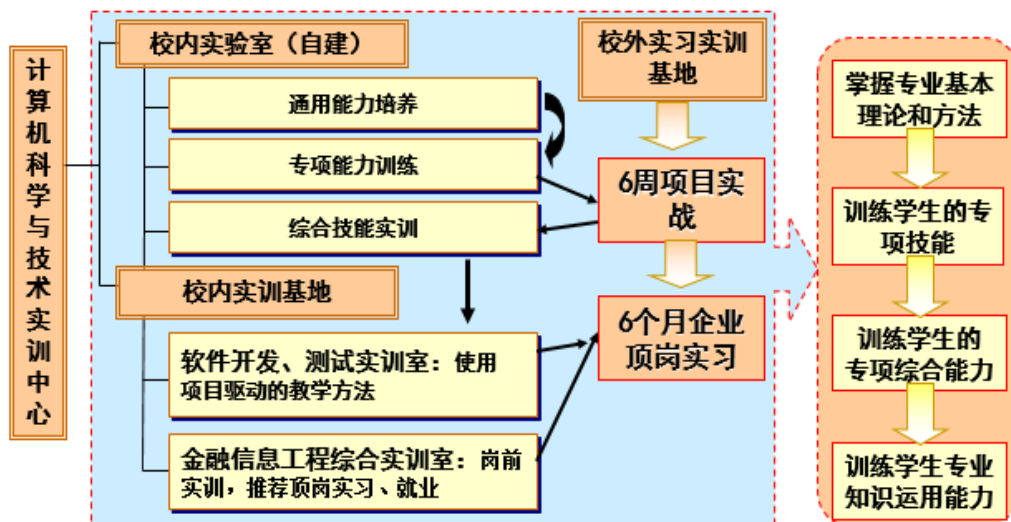 计算机科学与技术实训中心
校内实验室（自建）
通用能力培养
专项能力训练
综合技能实训
校内实训基地
软件开发、测试实训室：使用
项目驱动的教学方法
金融信息工程综合实训室：岗前
实训，推荐顶岗实习、就业
校外实习实训
基地
6周项目实
战
6个月企业
顶岗实习
掌握专业基本
理论和方法
训练学生的专
项技能
训练学生的
专项综合能力
训练学生专业
知识运用能力